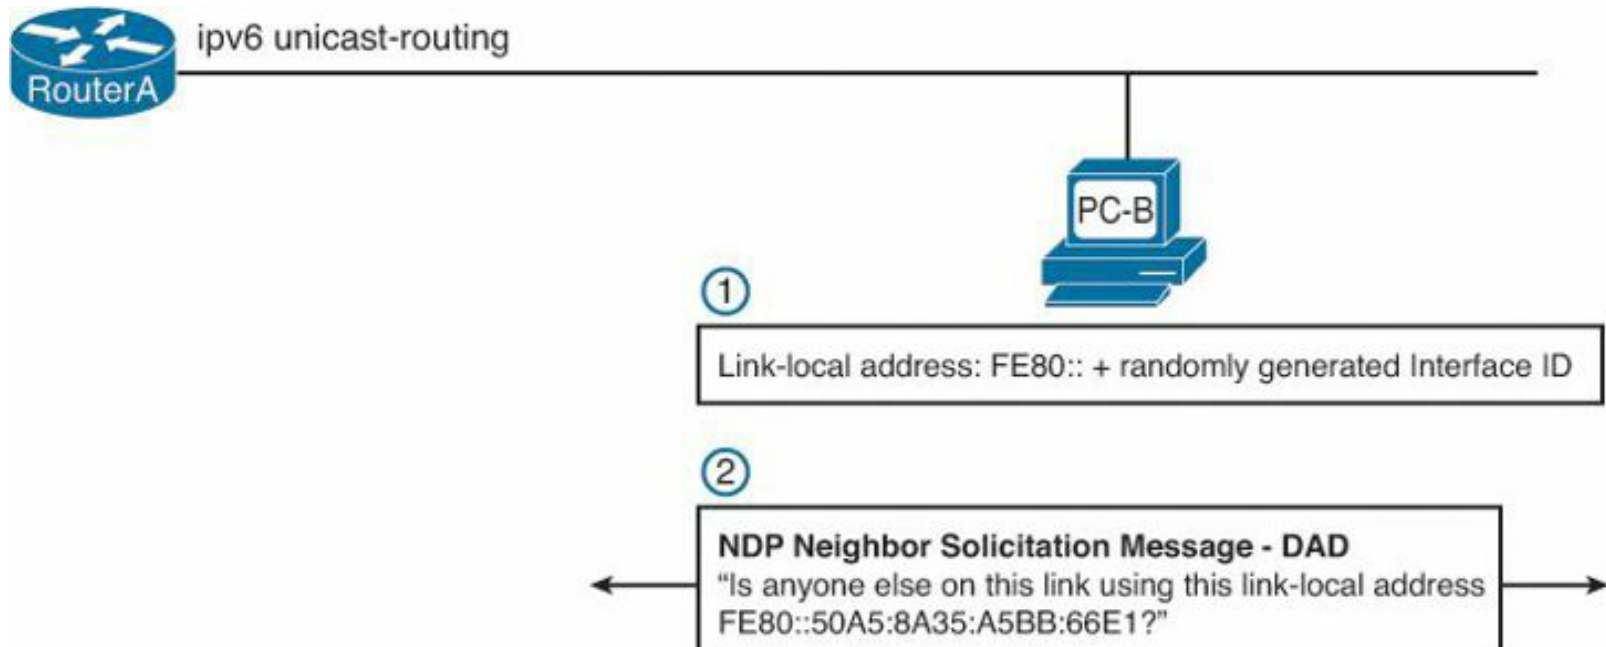 ipv6 unicast-routing
RouterA
PC-B
1
Link-local address: FE80:: + randomly generated Interface ID
2
NDP Neighbor Solicitation Message - DAD
“Is anyone else on this link using this link-local address
FE80::50A5:8A35:A5BB:66E1?”